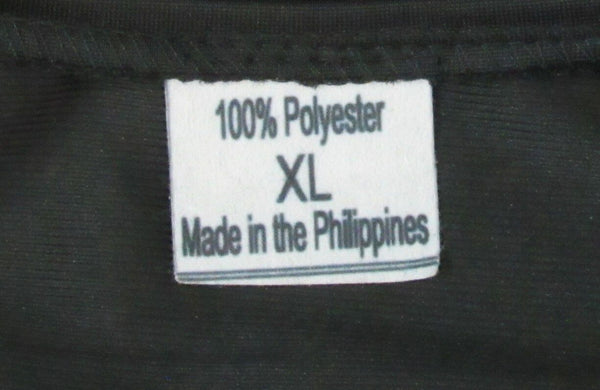 100% Polyester
XL
Made in the Philippines